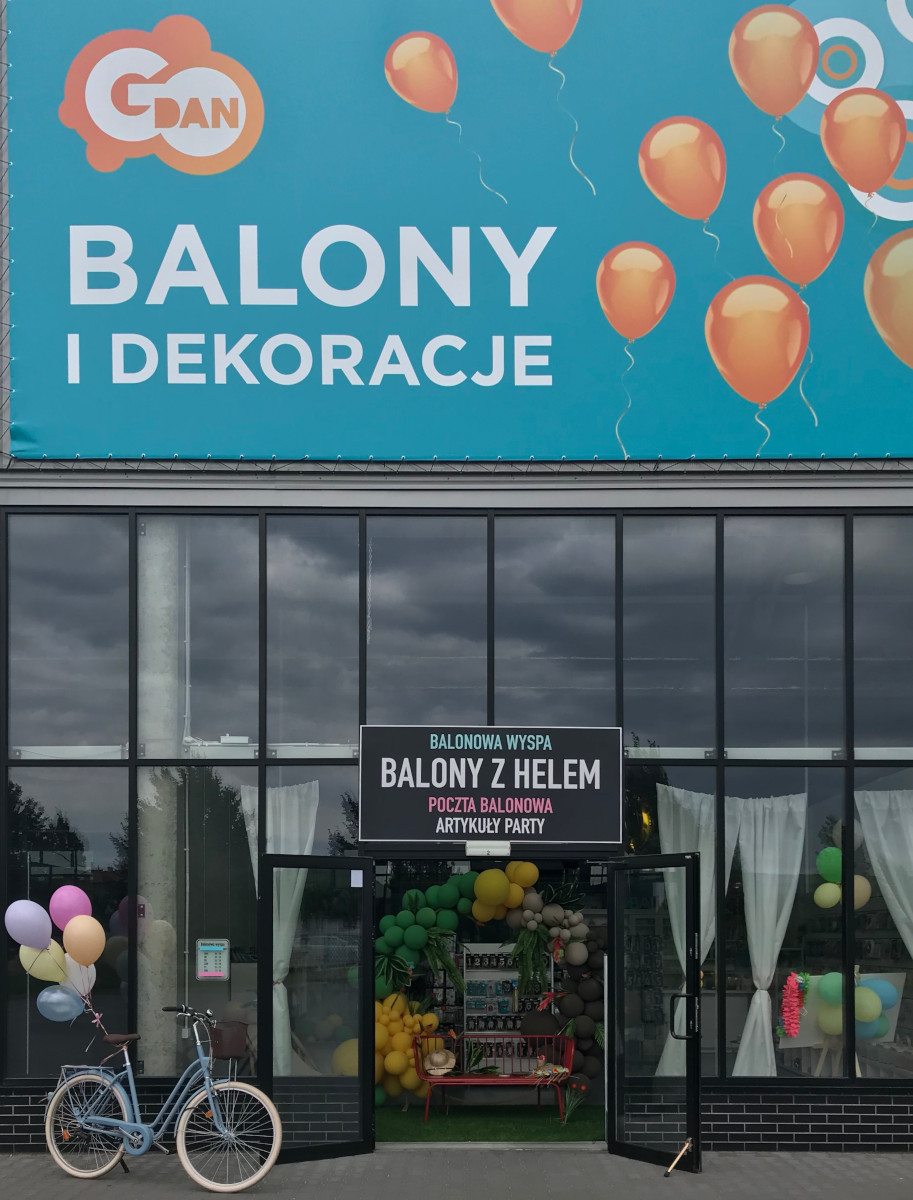 GDAN
BALONY
I DEKORACJE
BALONOWA WYSPA
BALONY Z HELEM
POCZTA BALONOWA
ARTYKUŁY PARTY